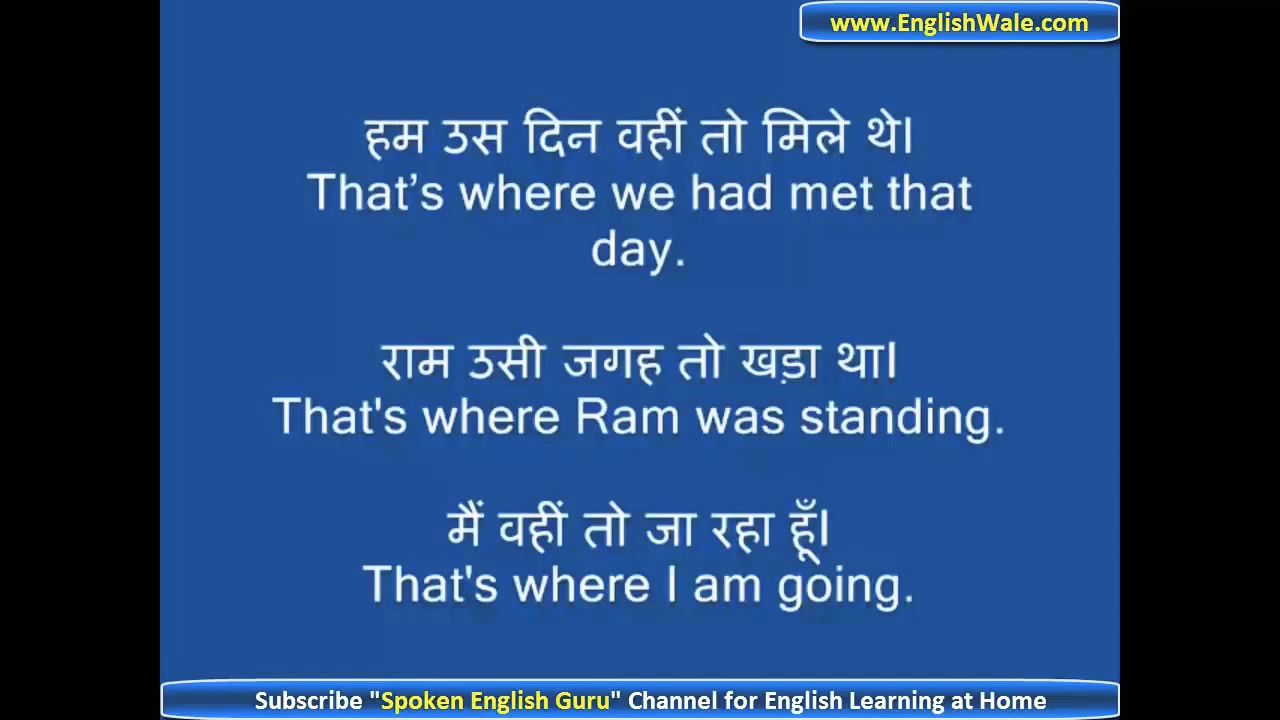 www.EnglishWale.com
हम उस दिन वहीं तो मिले थे।
That’s where we had met that
day.
राम उसी जगह तो खड़ा था।
That's where Ram was standing.
मैं वहीं तो जा रहा हूँ।
That's where I am going.
Subscribe "Spoken English Guru" Channel for English Learning at Home